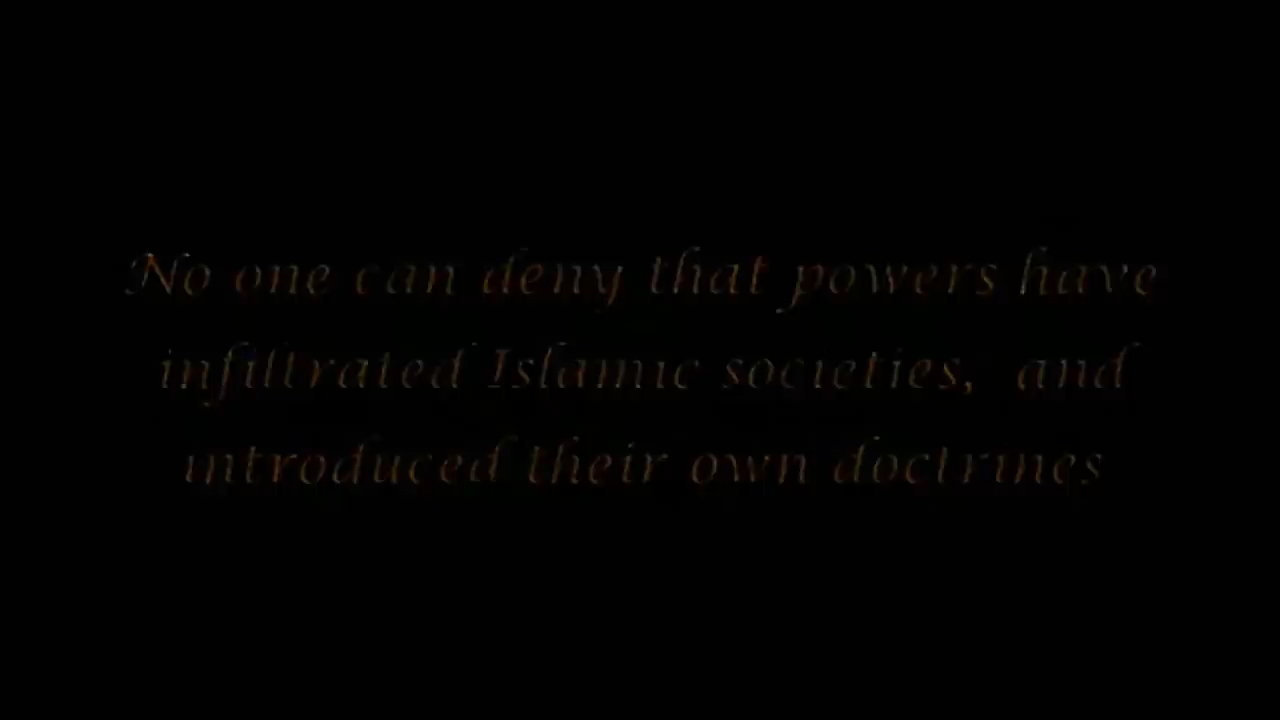 No one can deny that powers have
infiltrated Islamic societies, and
introduced their own doctrines